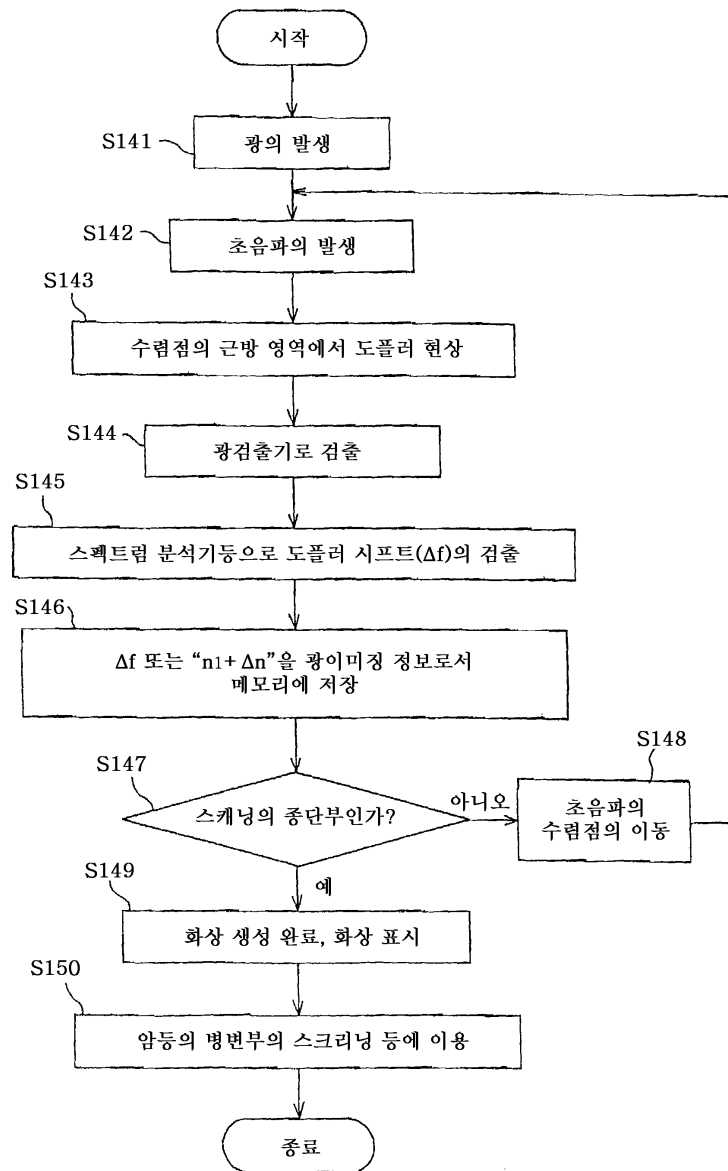 시작
S141
광의 발생
S142
초음파의 발생
S143
수렴점의 근방 영역에서 도플러 현상
S144
광검출기로 검출
S145
스펙트럼 분석기등으로 도플러 시프트(Δf)의 검출
S146
Δf 또는 “n1+ Δn”을 광이미징 정보로서
메모리에 저장
S147
스캐닝의 종단부인가?
아니오
S148
초음파의
수렴점의 이동
예
S149
화상 생성 완료, 화상 표시
S150
암등의 병변부의 스크리닝 등에 이용
종료